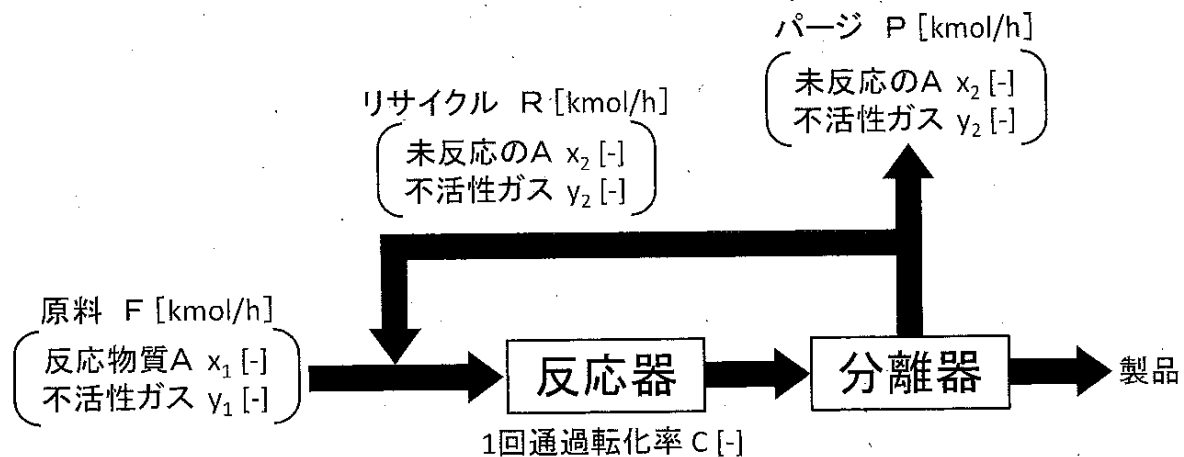 パージ P [kmol/h]
未反応のA x₂ [-]
不活性ガス y₂ [-]
リサイクル R [kmol/h]
未反応のA x₂ [-]
不活性ガス y₂ [-]
原料 F [kmol/h]
反応物質A x₁ [-]
不活性ガス y₁ [-]
反応器
分離器
製品
1回通過転化率 C [-]